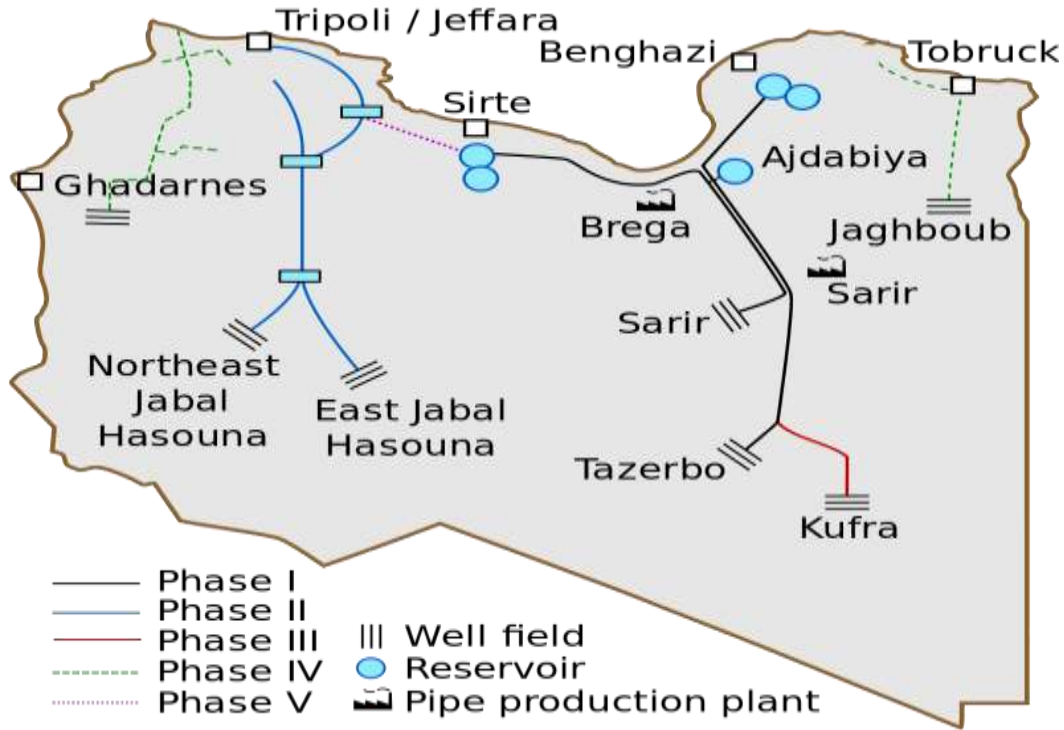 Tripoli / Jeffara
Benghazi
Tobruck
Sirte
Ajdabiya
Ghadarnes
Brega
Jaghboub
Sarir
Sarir
Northeast
Jabal
Hasouna
East Jabal
Hasouna
Tazerbo
Kufra
Phase I
Phase II
Phase III
Phase IV
Phase V
Well field
Reservoir
Pipe production plant